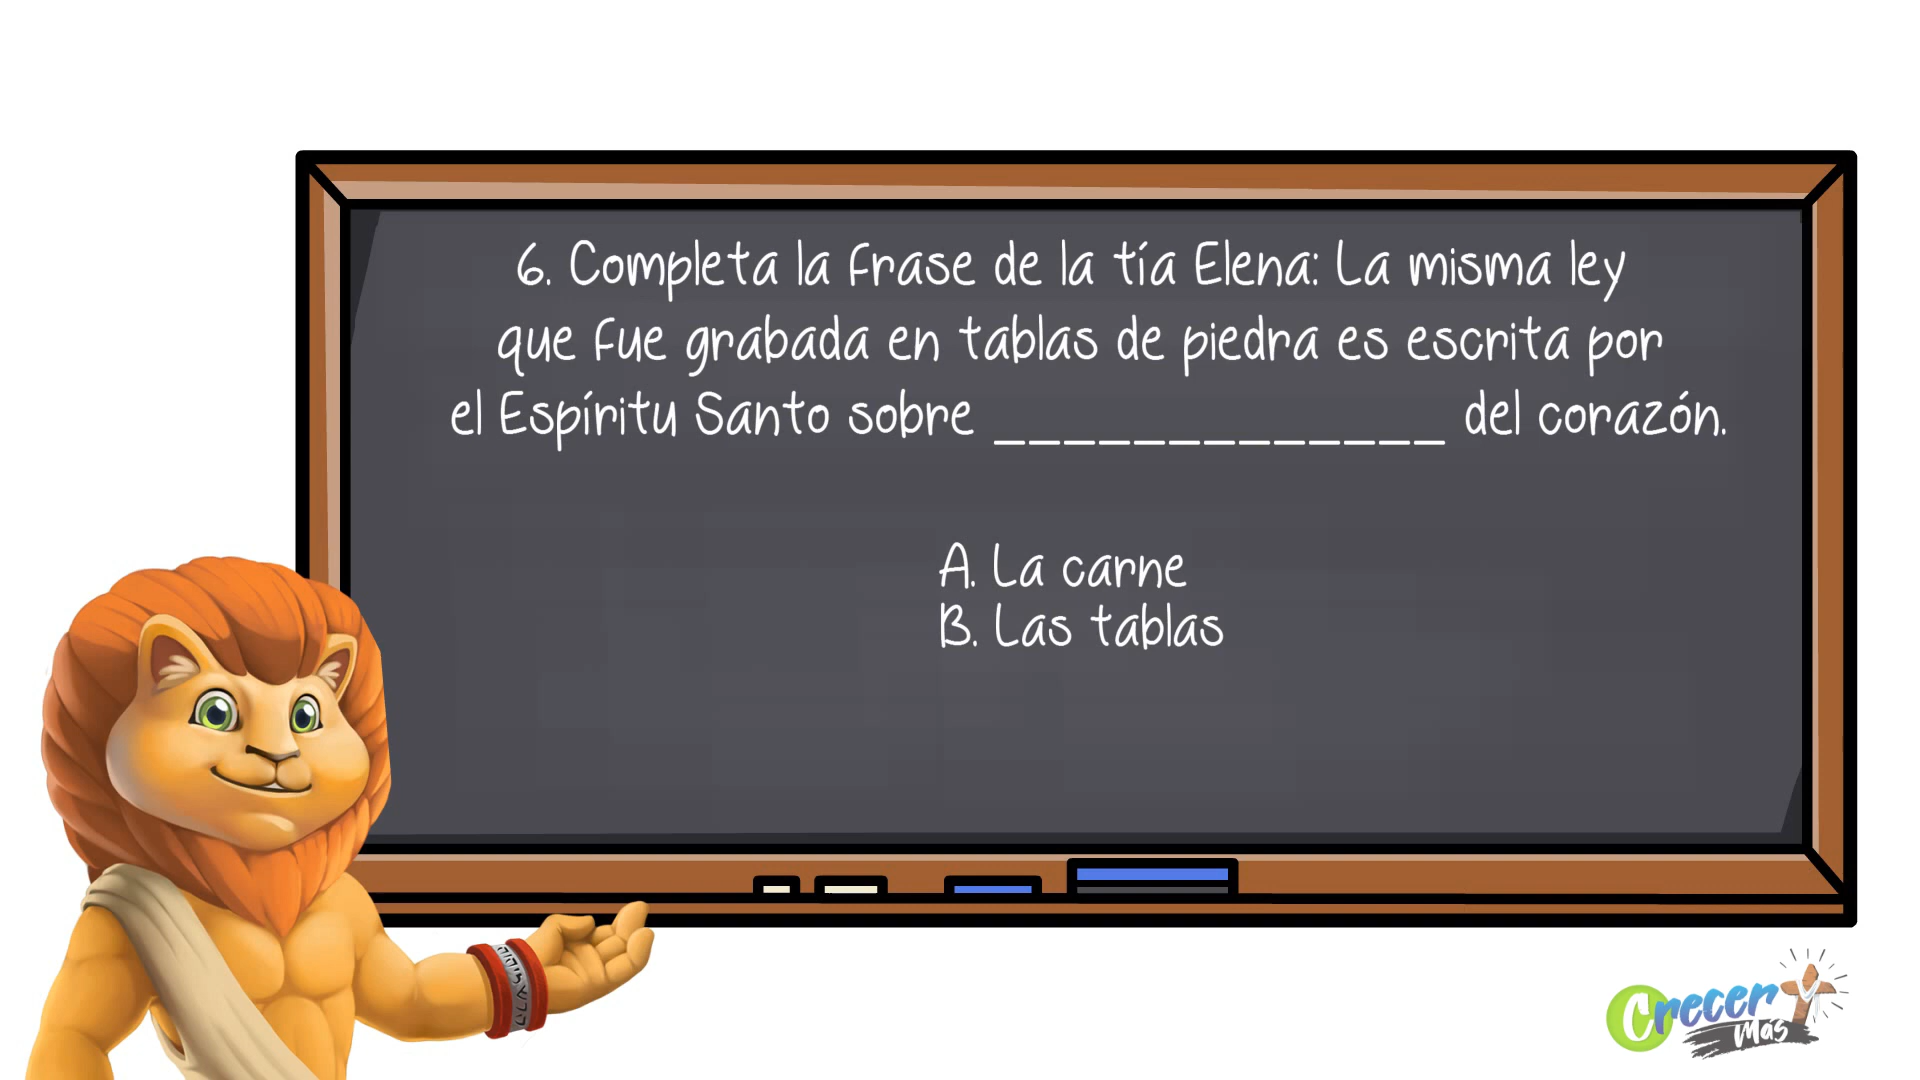 6. Completa la frase de la tía Elena: La misma ley
que fue grabada en tablas de piedra es escrita por
el Espíritu Santo sobre _____________ del corazón.
A. La carne
B. Las tablas
Crecer y
Más